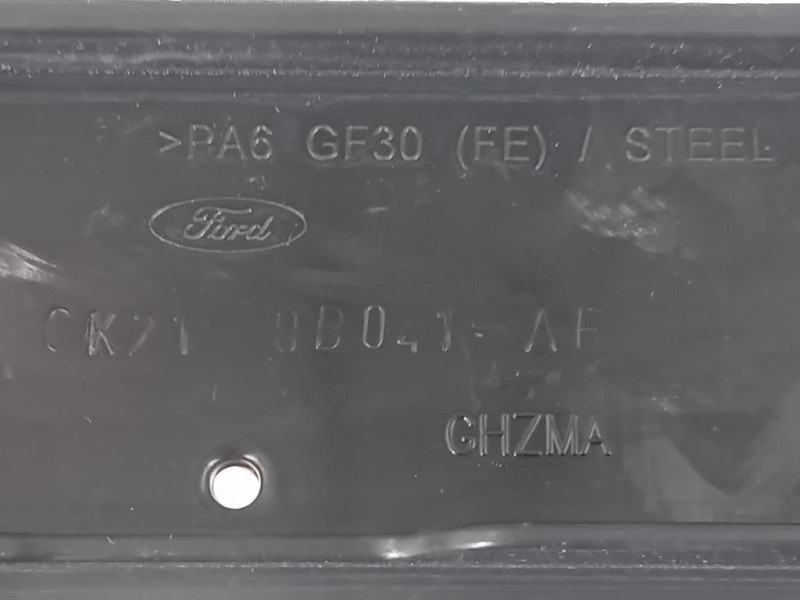 >PA6 GF30 (FE) / STEEL
Ford
CK21 8B041-AF
GHZMA